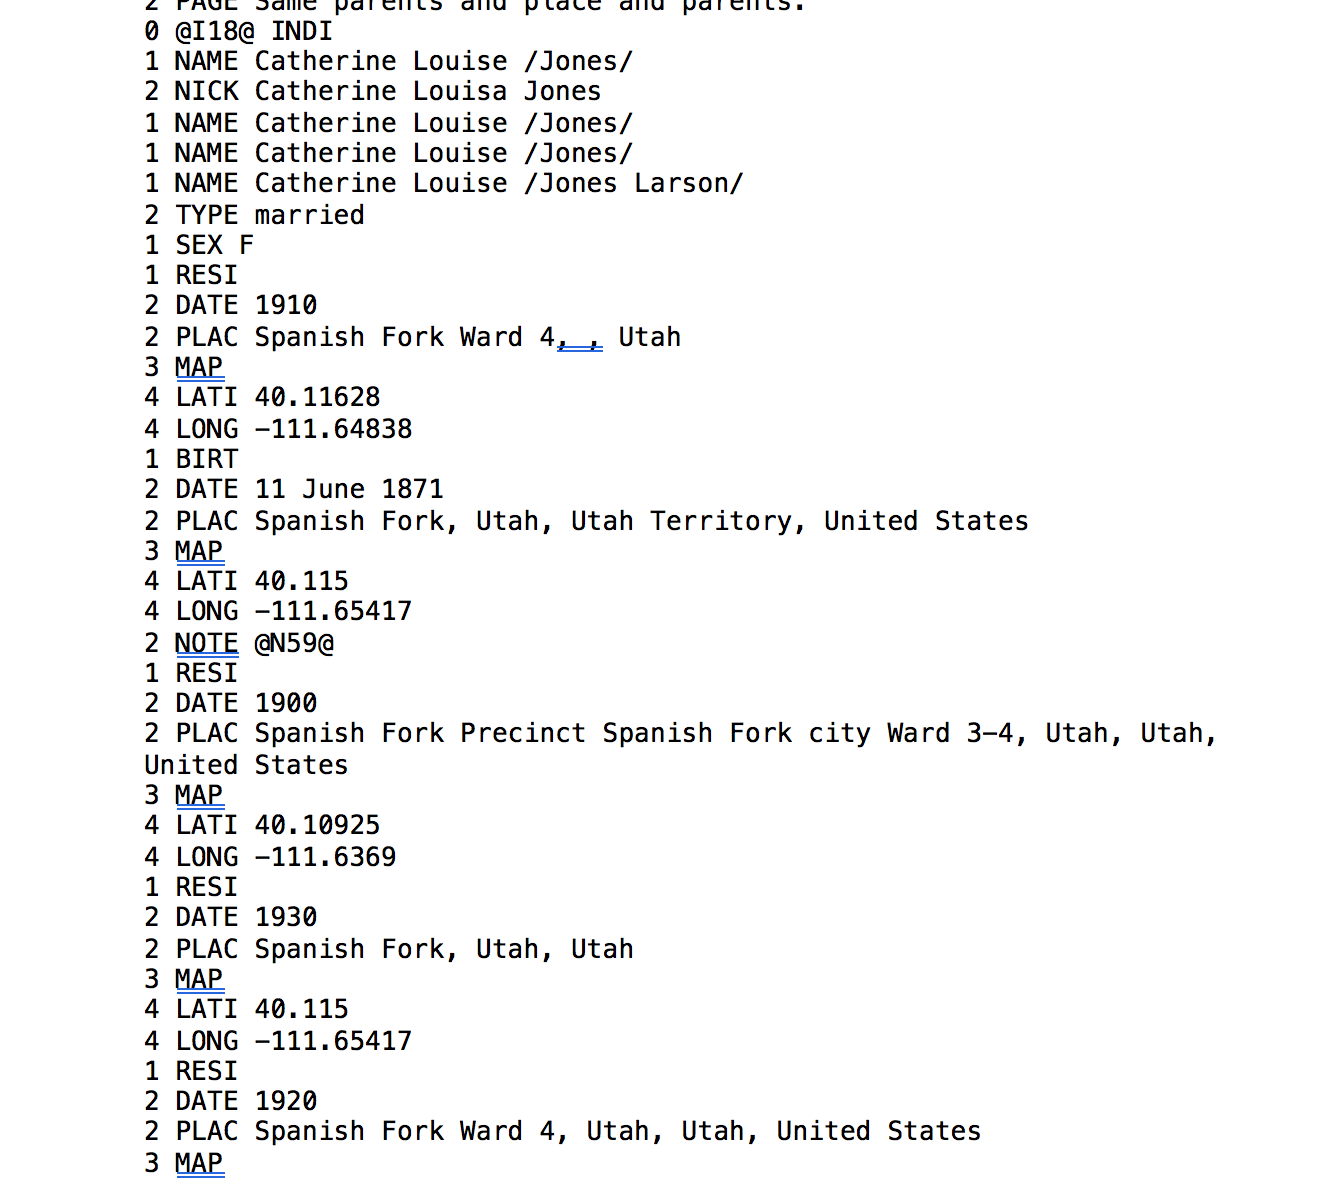 2 PAGE Same parents and place and parents.
0 @I18@ INDI
1 NAME Catherine Louise /Jones/
2 NICK Catherine Louisa Jones
1 NAME Catherine Louise /Jones/
1 NAME Catherine Louise /Jones/
1 NAME Catherine Louise /Jones Larson/
2 TYPE married
1 SEX F
1 RESI
2 DATE 1910
2 PLAC Spanish Fork Ward 4, , Utah
3 MAP
4 LATI 40.11628
4 LONG -111.64838
1 BIRT
2 DATE 11 June 1871
2 PLAC Spanish Fork, Utah, Utah Territory, United States
3 MAP
4 LATI 40.115
4 LONG -111.65417
2 NOTE @N59@
1 RESI
2 DATE 1900
2 PLAC Spanish Fork Precinct Spanish Fork city Ward 3-4, Utah, Utah,
United States
3 MAP
4 LATI 40.10925
4 LONG -111.6369
1 RESI
2 DATE 1930
2 PLAC Spanish Fork, Utah, Utah
3 MAP
4 LATI 40.115
4 LONG -111.65417
1 RESI
2 DATE 1920
2 PLAC Spanish Fork Ward 4, Utah, Utah, United States
3 MAP